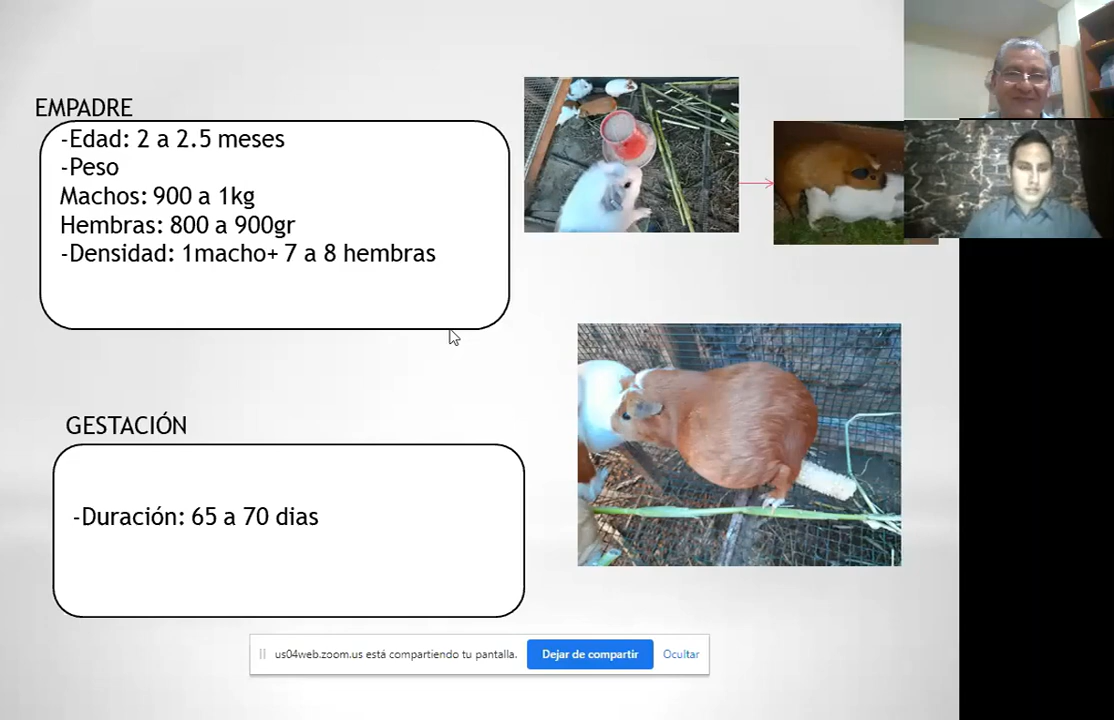 EMPADRE
-Edad: 2 a 2.5 meses
-Peso
Machos: 900 a 1kg
Hembras: 800 a 900gr
-Densidad: 1macho+ 7 a 8 hembras
GESTACIÓN
-Duración: 65 a 70 dias
us04web.zoom.us está compartiendo tu pantalla.
Dejar de compartir
Ocultar